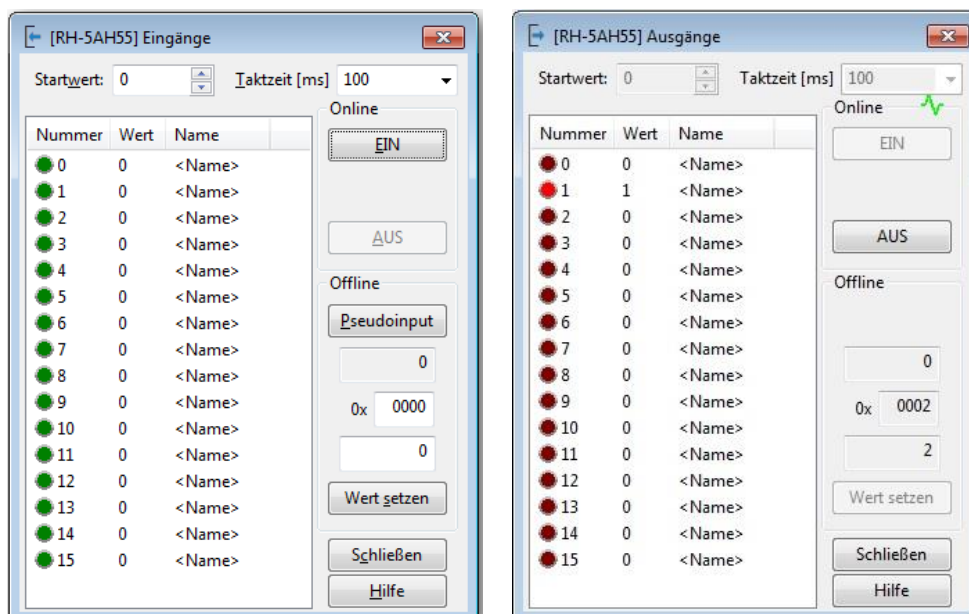 [RH-5AH55] Eingänge
Startwert: 0 Taktzeit [ms] 100
Online
Nummer Wert Name
EIN
0 0 <Name>
1 0 <Name>
2 0 <Name>
3 0 <Name>
AUS
4 0 <Name>
5 0 <Name>
Offline
6 0 <Name>
Pseudoinput
7 0 <Name>
0
8 0 <Name>
9 0 <Name>
0x 0000
10 0 <Name>
11 0 <Name>
0
12 0 <Name>
13 0 <Name>
Wert setzen
14 0 <Name>
15 0 <Name>
Schließen
Hilfe
[RH-5AH55] Ausgänge
Startwert: 0 Taktzeit [ms] 100
Online
Nummer Wert Name
EIN
0 0 <Name>
1 1 <Name>
2 0 <Name>
3 0 <Name>
AUS
4 0 <Name>
5 0 <Name>
Offline
6 0 <Name>
7 0 <Name>
0
8 0 <Name>
9 0 <Name>
0x 0002
10 0 <Name>
11 0 <Name>
2
12 0 <Name>
13 0 <Name>
Wert setzen
14 0 <Name>
15 0 <Name>
Schließen
Hilfe